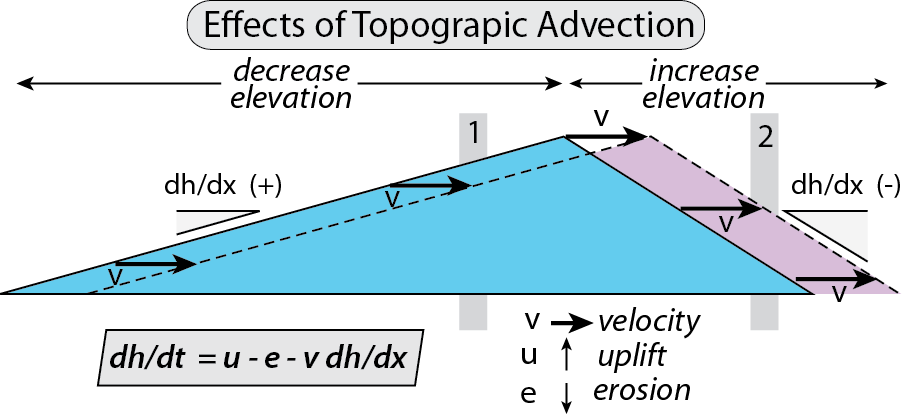 Effects of Topograpic Advection
decrease
elevation
increase
elevation
v
1
2
dh/dx (+)
dh/dx (-)
v
v
v
v
v velocity
u uplift
e erosion
dh/dt = u - e - v dh/dx